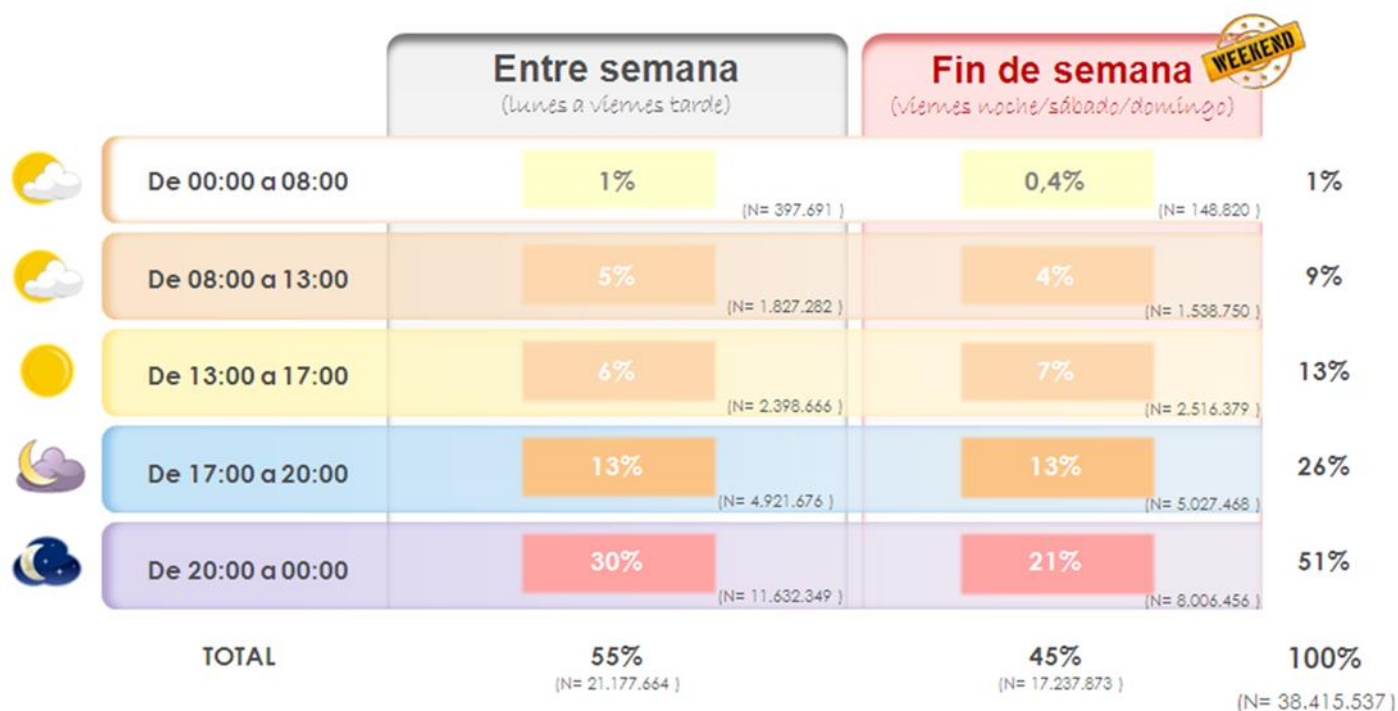 Entre semana
(lunes a viernes tarde)
Fin de semana
(viernes noche/sábado/domingo)
WEEKEND
De 00:00 a 08:00 1% 0,4% 1%
(N= 397.691 ) (N= 148.820 )
De 08:00 a 13:00 5% 4% 9%
(N= 1.827.282 ) (N= 1.538.750 )
De 13:00 a 17:00 6% 7% 13%
(N= 2.398.666 ) (N= 2.516.379 )
De 17:00 a 20:00 13% 13% 26%
(N= 4.921.676 ) (N= 5.027.468 )
De 20:00 a 00:00 30% 21% 51%
(N= 11.632.349 ) (N= 8.006.456 )
TOTAL 55% 45% 100%
(N= 21.177.664 ) (N= 17.237.873 ) (N= 38.415.537)